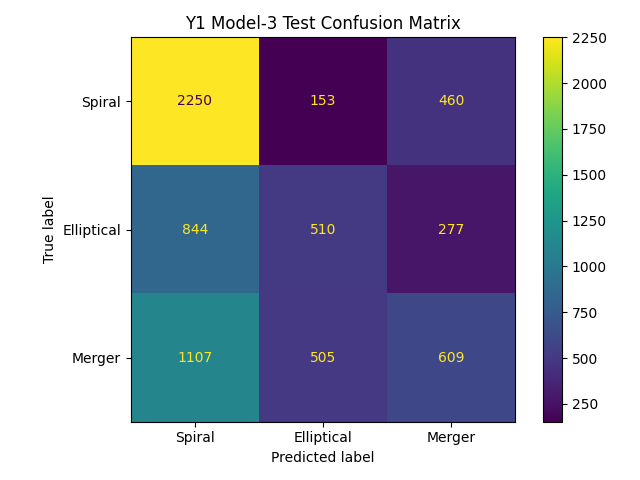 Y1 Model-3 Test Confusion Matrix
True label
Spiral
Elliptical
Merger
2250 153 460
844 510 277
1107 505 609
Spiral Elliptical Merger
Predicted label
2250
2000
1750
1500
1250
1000
750
500
250